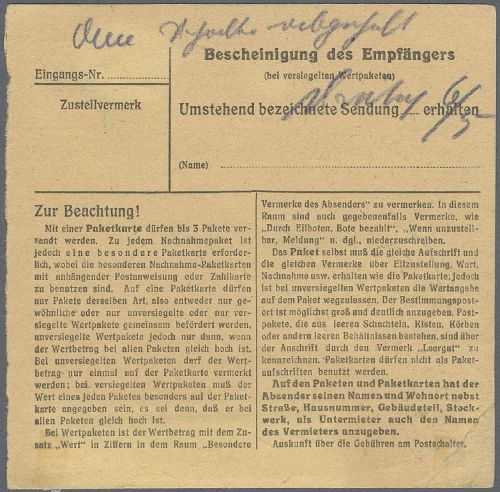 Bescheinigung des Empfängers
Eingangs-Nr.
(bei versiegelten Wertpaketen)
Zustellvermerk
Umstehend bezeichnete Sendung erhalten
6/5
(Name)
Zur Beachtung!
Mit einer Paketkarte dürfen bis 3 Pakete ver-
sandt werden. Zu jedem Nachnahmepaket ist
jedoch eine besondere Paketkarte erforder-
lich, wobei die besonderen Nachnahme-Paketkarten
mit anhängender Postanweisung oder Zahlkarte
zu benutzen sind. Auf eine Paketkarte dürfen
nur Pakete derselben Art, also entweder nur ge-
wöhnliche oder nur unversiegelte oder nur ver-
siegelte Wertpakete gemeinsam befördert werden,
unversiegelte Wertpakete jedoch nur dann, wenn
der Wertbetrag bei allen Paketen gleich hoch ist.
Bei unversiegelten Wertpaketen darf der Wert-
betrag nur einmal auf der Paketkarte vermerkt
werden; bei versiegelten Wertpaketen muß der
Wert eines jeden Paketes besonders auf der Paket-
karte angegeben sein, es sei denn, daß er bei
allen Paketen gleich hoch ist.
Bei Wertpaketen ist der Wertbetrag mit dem Zu-
satz „Wert" in Ziffern in dem Raum „Besondere
Vermerke des Absenders" zu vermerken. In diesem
Raum sind auch gegebenenfalls Vermerke, wie
„Durch Eilboten, Bote bezahlt", „Wenn unzustell-
bar, Meldung" u. dgl., niederzuschreiben.
Das Paket selbst muß die gleiche Aufschrift und
die gleichen Vermerke über Eilzustellung, Wert,
Nachnahme usw. erhalten wie die Paketkarte; jedoch
ist bei versiegelten Wertpaketen die Wertangabe
auf dem Paket wegzulassen. Der Bestimmungspost-
ort ist möglichst groß und deutlich anzugeben. Post-
pakete, die aus leeren Schachteln, Kisten, Körben
oder andern leeren Behältnissen bestehen, sind über
der Anschrift durch den Vermerk „Leergut" zu
kennzeichnen. Paketkarten dürfen nicht als Paket-
aufschriften benutzt werden.
Auf den Paketen und Paketkarten hat der
Absender seinen Namen und Wohnort nebst
Straße, Hausnummer, Gebäudeteil, Stock-
werk, als Untermieter auch den Namen
des Vermieters anzugeben.
Auskunft über die Gebühren am Postschalter.